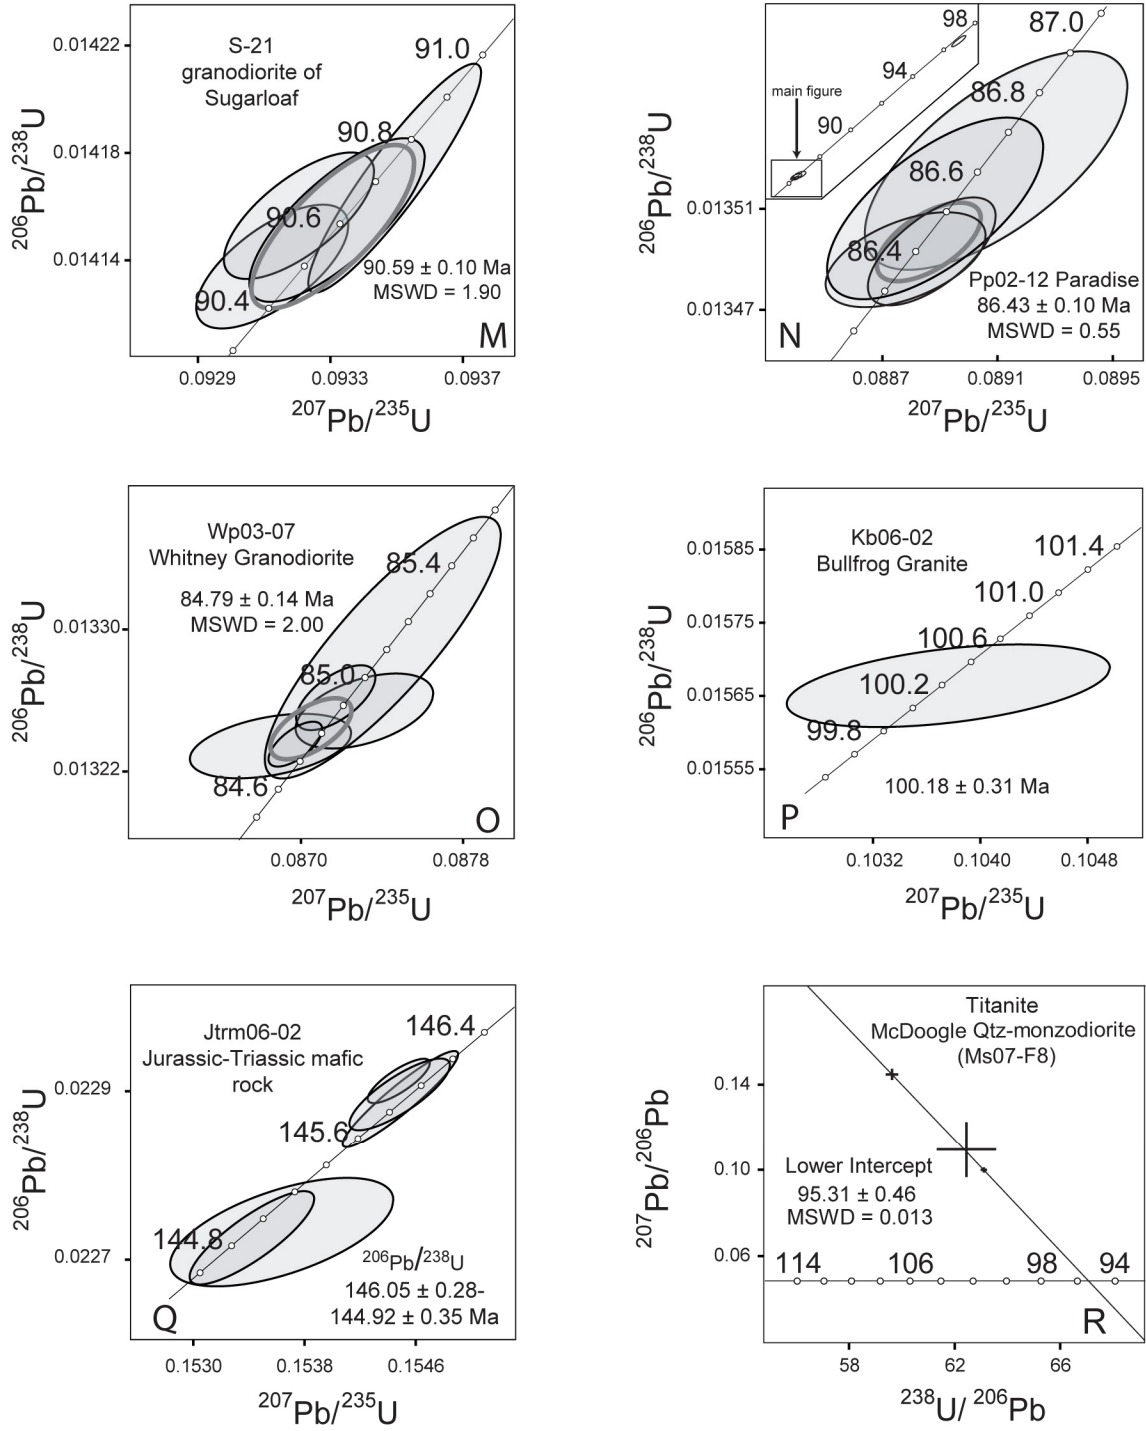 S-21
granodiorite of
Sugarloaf
91.0
90.8
90.6
90.4
90.59 ± 0.10 Ma
MSWD = 1.90
M
0.01422
0.01418
0.01414
206Pb/238U
0.0929
0.0933
0.0937
207Pb/235U
98
94
90
main figure
87.0
86.8
86.6
86.4
Pp02-12 Paradise
86.43 ± 0.10 Ma
MSWD = 0.55
N
0.01351
0.01347
206Pb/238U
0.0887
0.0891
0.0895
207Pb/235U
Wp03-07
Whitney Granodiorite
84.79 ± 0.14 Ma
MSWD = 2.00
85.4
85.0
84.6
O
0.01330
0.01322
206Pb/238U
0.0870
0.0878
207Pb/235U
Kb06-02
Bullfrog Granite
101.4
101.0
100.6
100.2
99.8
100.18 ± 0.31 Ma
P
0.01585
0.01575
0.01565
0.01555
206Pb/238U
0.1032
0.1040
0.1048
207Pb/235U
Jtrm06-02
Jurassic-Triassic mafic
rock
146.4
145.6
144.8
206Pb/238U
146.05 ± 0.28-
144.92 ± 0.35 Ma
Q
0.0229
0.0227
206Pb/238U
0.1530
0.1538
0.1546
207Pb/235U
Titanite
McDoogle Qtz-monzodiorite
(Ms07-F8)
Lower Intercept
95.31 ± 0.46
MSWD = 0.013
114
106
98
94
R
0.14
0.10
0.06
207Pb/206Pb
58
62
66
238U/ 206Pb